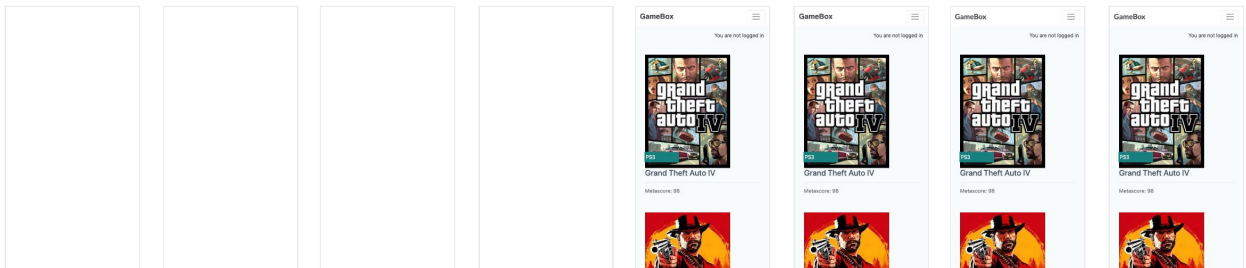 GameBox
You are not logged in
grand
theft
auto IV
PS3
Grand Theft Auto IV
Metascore: 98
GameBox
You are not logged in
grand
theft
auto IV
PS3
Grand Theft Auto IV
Metascore: 98
GameBox
You are not logged in
grand
theft
auto IV
PS3
Grand Theft Auto IV
Metascore: 98
GameBox
You are not logged in
grand
theft
auto IV
PS3
Grand Theft Auto IV
Metascore: 98